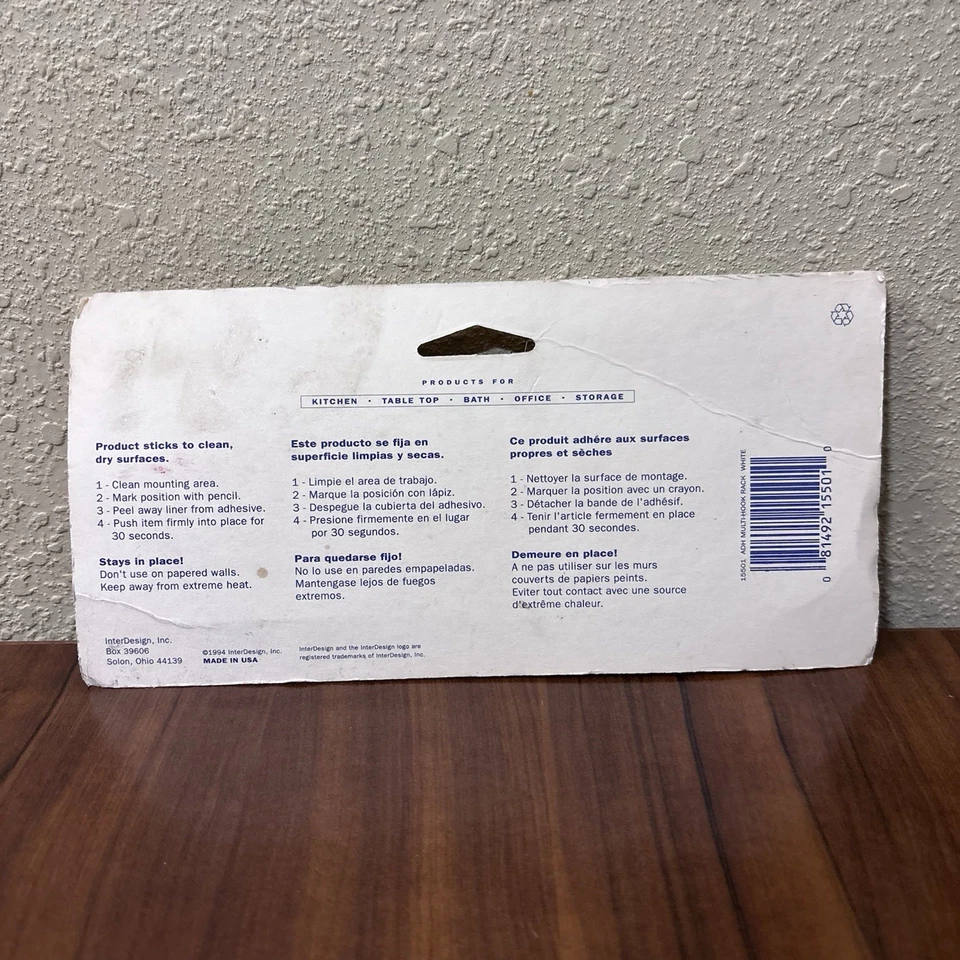 PRODUCTS FOR
KITCHEN · TABLE TOP · BATH · OFFICE · STORAGE
Product sticks to clean,
dry surfaces.
1 - Clean mounting area.
2 - Mark position with pencil.
3 - Peel away liner from adhesive.
4 - Push item firmly into place for
30 seconds.
Stays in place!
Don't use on papered walls.
Keep away from extreme heat.
Este producto se fija en
superficie limpias y secas.
1 - Limpie el area de trabajo.
2 - Marque la posición con lápiz.
3 - Despegue la cubierta del adhesivo.
4 - Presione firmemente en el lugar
por 30 segundos.
Para quedarse fijo!
No lo use en paredes empapeladas.
Mantengase lejos de fuegos
extremos.
Ce produit adhére aux surfaces
propres et sèches
1 - Nettoyer la surface de montage.
2 - Marquer la position avec un crayon.
3 - Détacher la bande de l'adhésif.
4 - Tenir l'article fermement en place
pendant 30 secondes.
Demeure en place!
A ne pas utiliser sur les murs
couverts de papiers peints.
Eviter tout contact avec une source
d'extrême chaleur.
15501 ADH MULTI-HOOK RACK WHITE
0 81492 15501 0
InterDesign, Inc.
Box 39606
Solon, Ohio 44139
©1994 InterDesign, Inc.
MADE IN USA
InterDesign and the InterDesign logo are
registered trademarks of InterDesign, Inc.